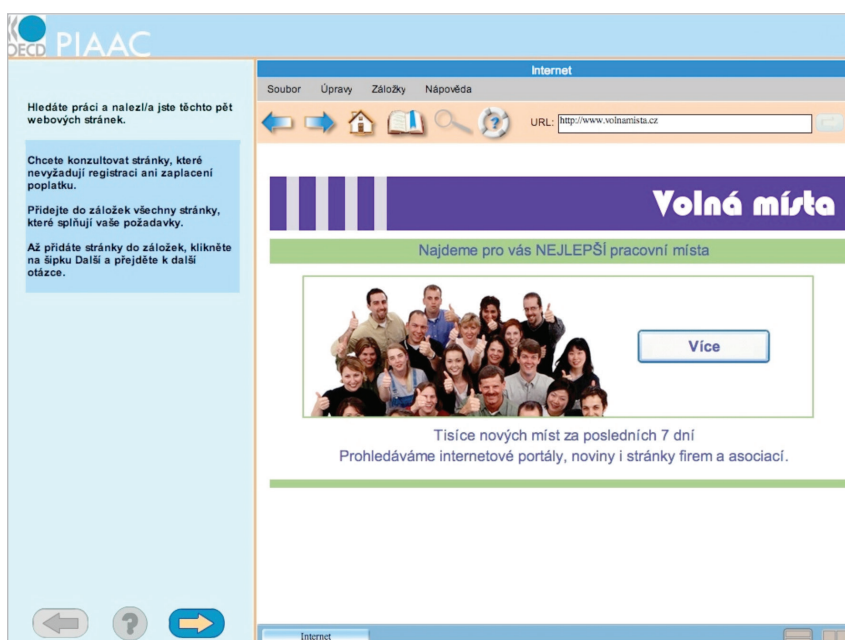 OECD PIAAC
Internet
Soubor Úpravy Záložky Nápověda
URL: http://www.volnamista.cz
Hledáte práci a nalezl/a jste těchto pět
webových stránek.
Chcete konzultovat stránky, které
nevyžadují registraci ani zaplacení
poplatku.
Přidejte do záložek všechny stránky,
které splňují vaše požadavky.
Až přidáte stránky do záložek, klikněte
na šipku Další a přejděte k další
otázce.
Volná místa
Najdeme pro vás NEJLEPŠÍ pracovní místa
Více
Tisíce nových míst za posledních 7 dní
Prohledáváme internetové portály, noviny i stránky firem a asociací.
Internet